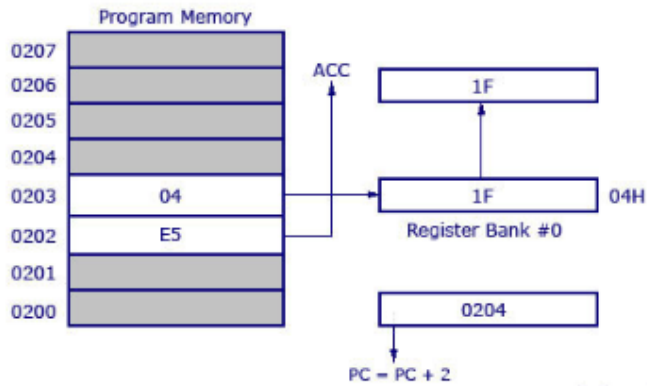 Program Memory
0207
0206
0205
0204
0203
0202
0201
0200
04
E5
ACC
1F
1F
04H
Register Bank #0
0204
PC = PC + 2